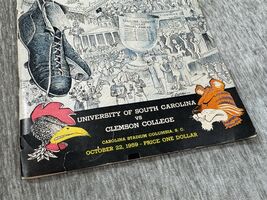 UNIVERSITY OF SOUTH CAROLINA
VS
CLEMSON COLLEGE
CAROLINA STADIUM COLUMBIA, S. C.
OCTOBER 22, 1959 - PRICE ONE DOLLAR